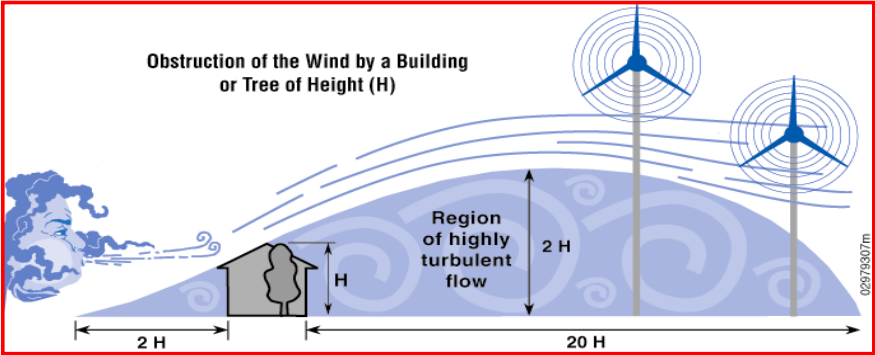 Obstruction of the Wind by a Building
or Tree of Height (H)
Region
of highly
turbulent
flow
2 H
H
2 H
20 H
02979307m